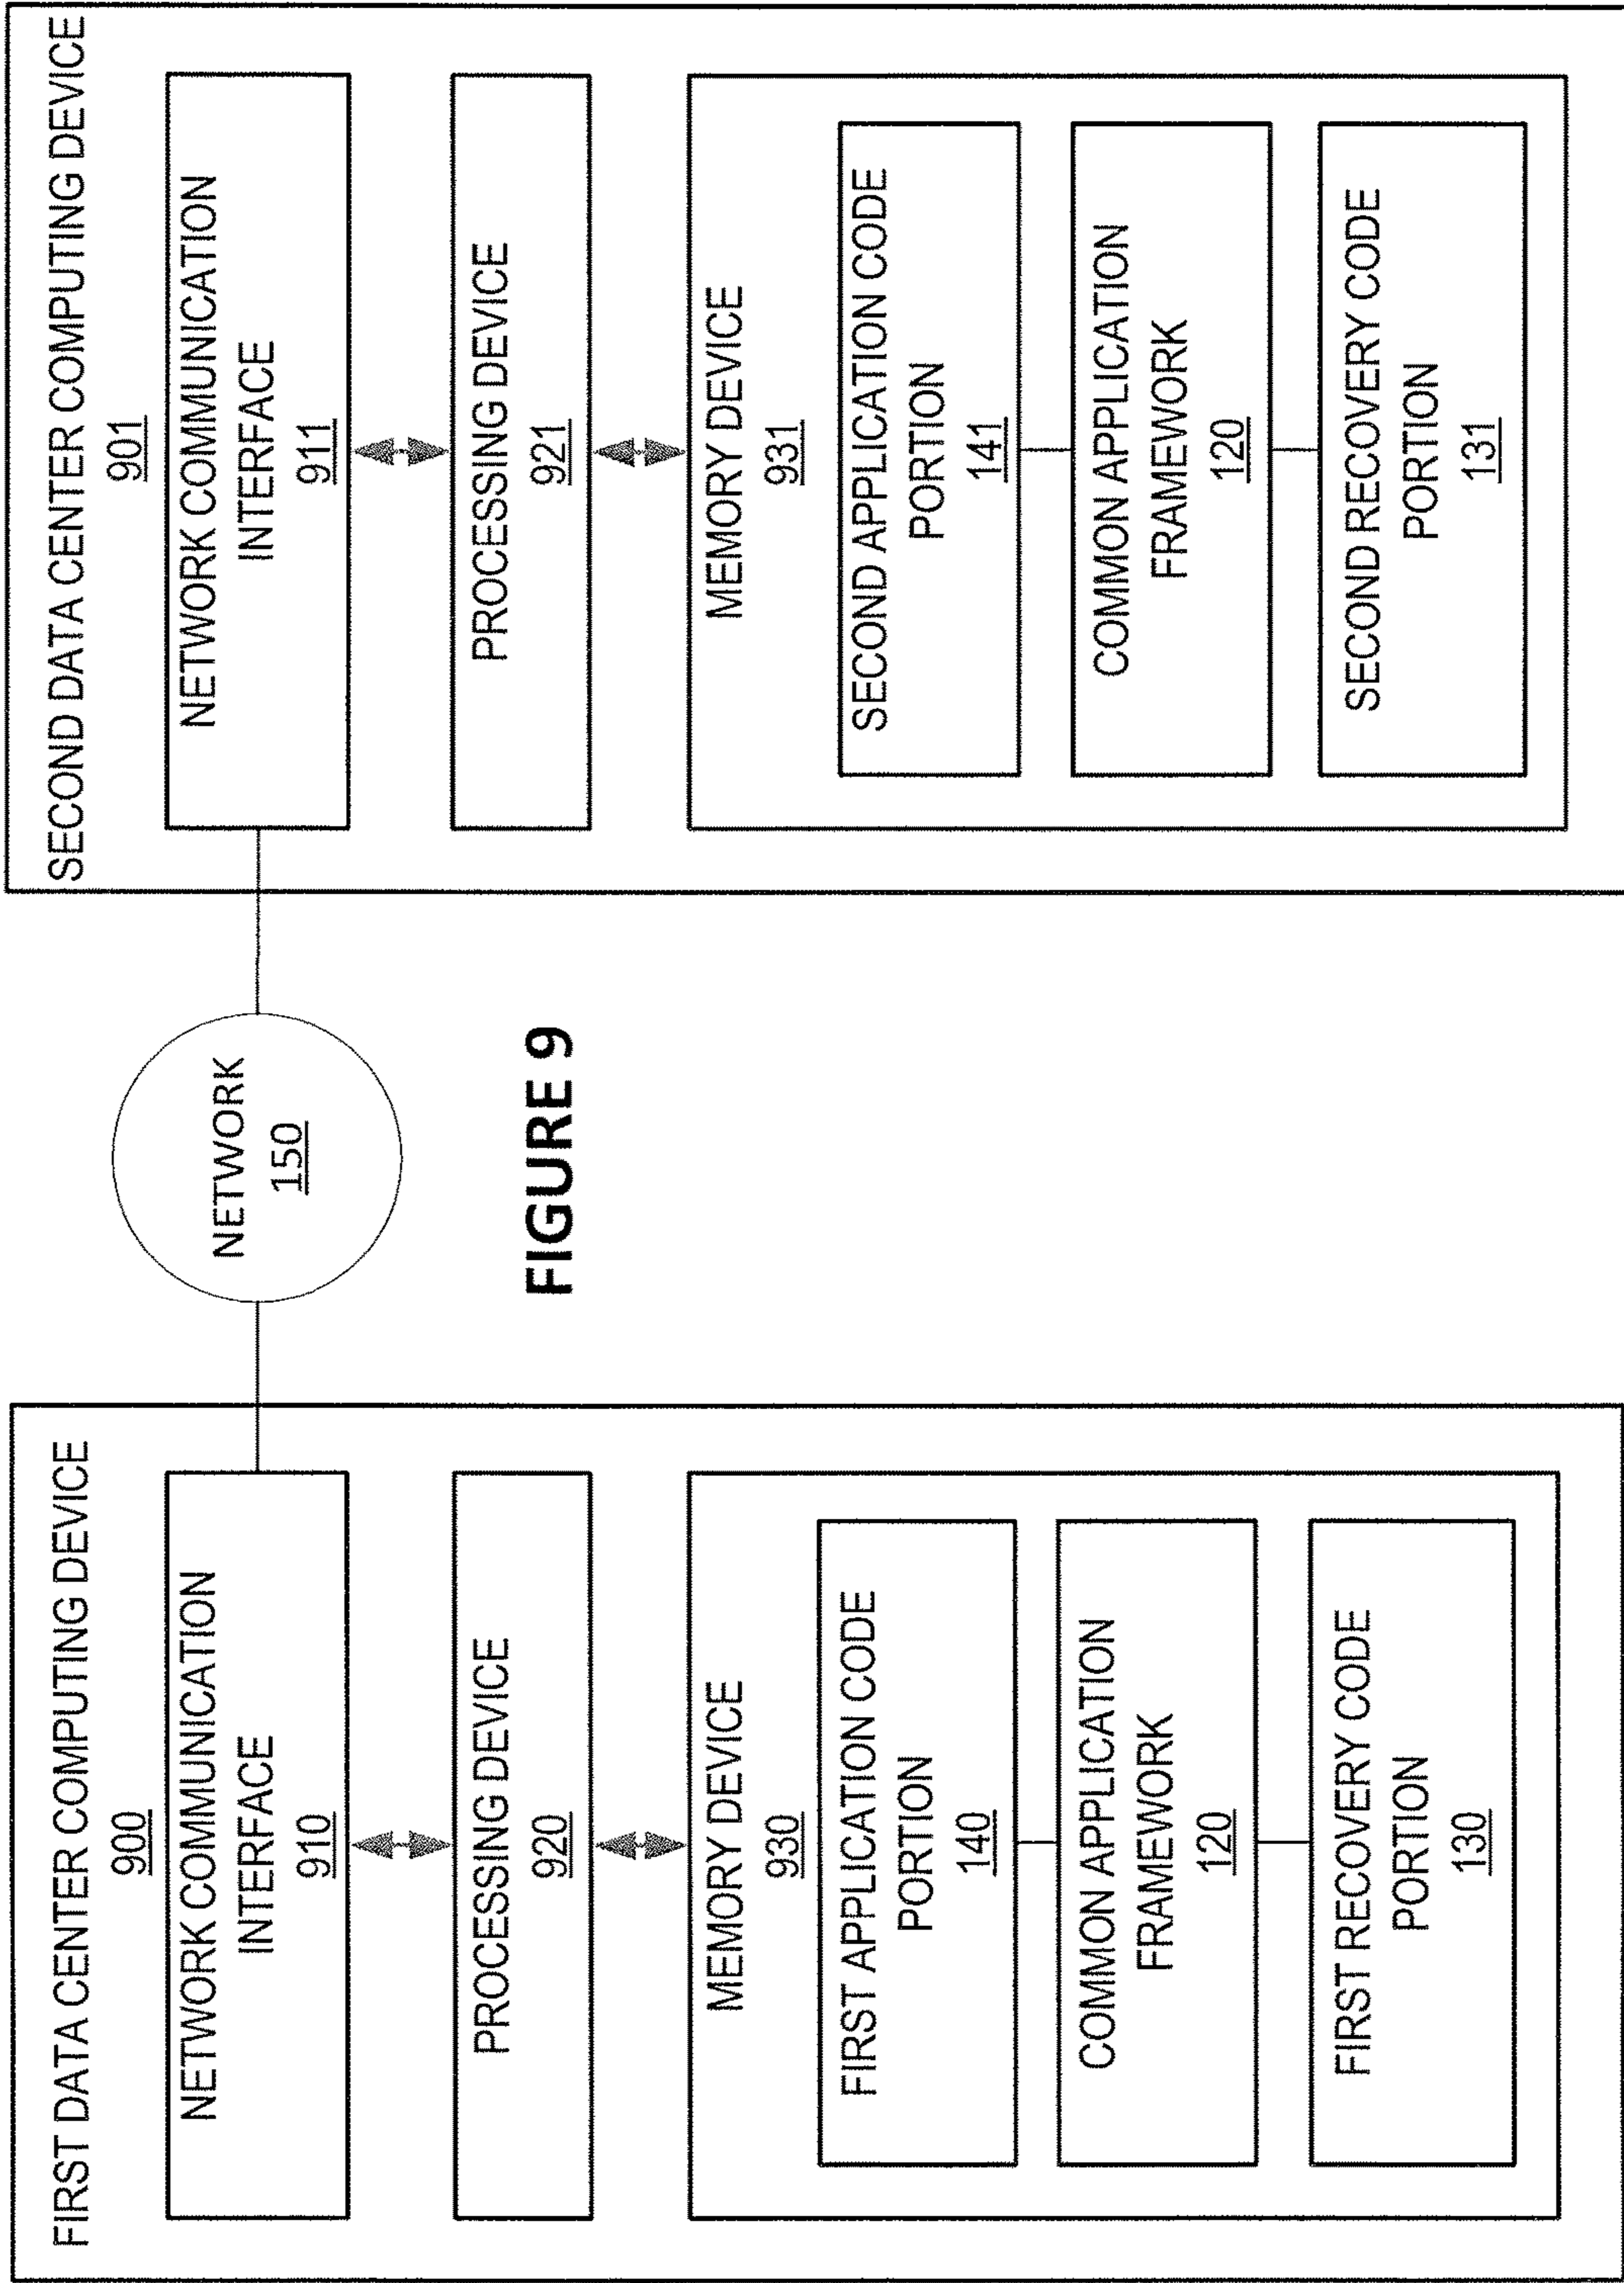 FIRST DATA CENTER COMPUTING DEVICE
900
NETWORK COMMUNICATION
INTERFACE
910
PROCESSING DEVICE
920
MEMORY DEVICE
930
FIRST APPLICATION CODE
PORTION
140
COMMON APPLICATION
FRAMEWORK
120
FIRST RECOVERY CODE
PORTION
130
NETWORK
150
FIGURE 9
SECOND DATA CENTER COMPUTING DEVICE
901
NETWORK COMMUNICATION
INTERFACE
911
PROCESSING DEVICE
921
MEMORY DEVICE
931
SECOND APPLICATION CODE
PORTION
141
COMMON APPLICATION
FRAMEWORK
120
SECOND RECOVERY CODE
PORTION
131